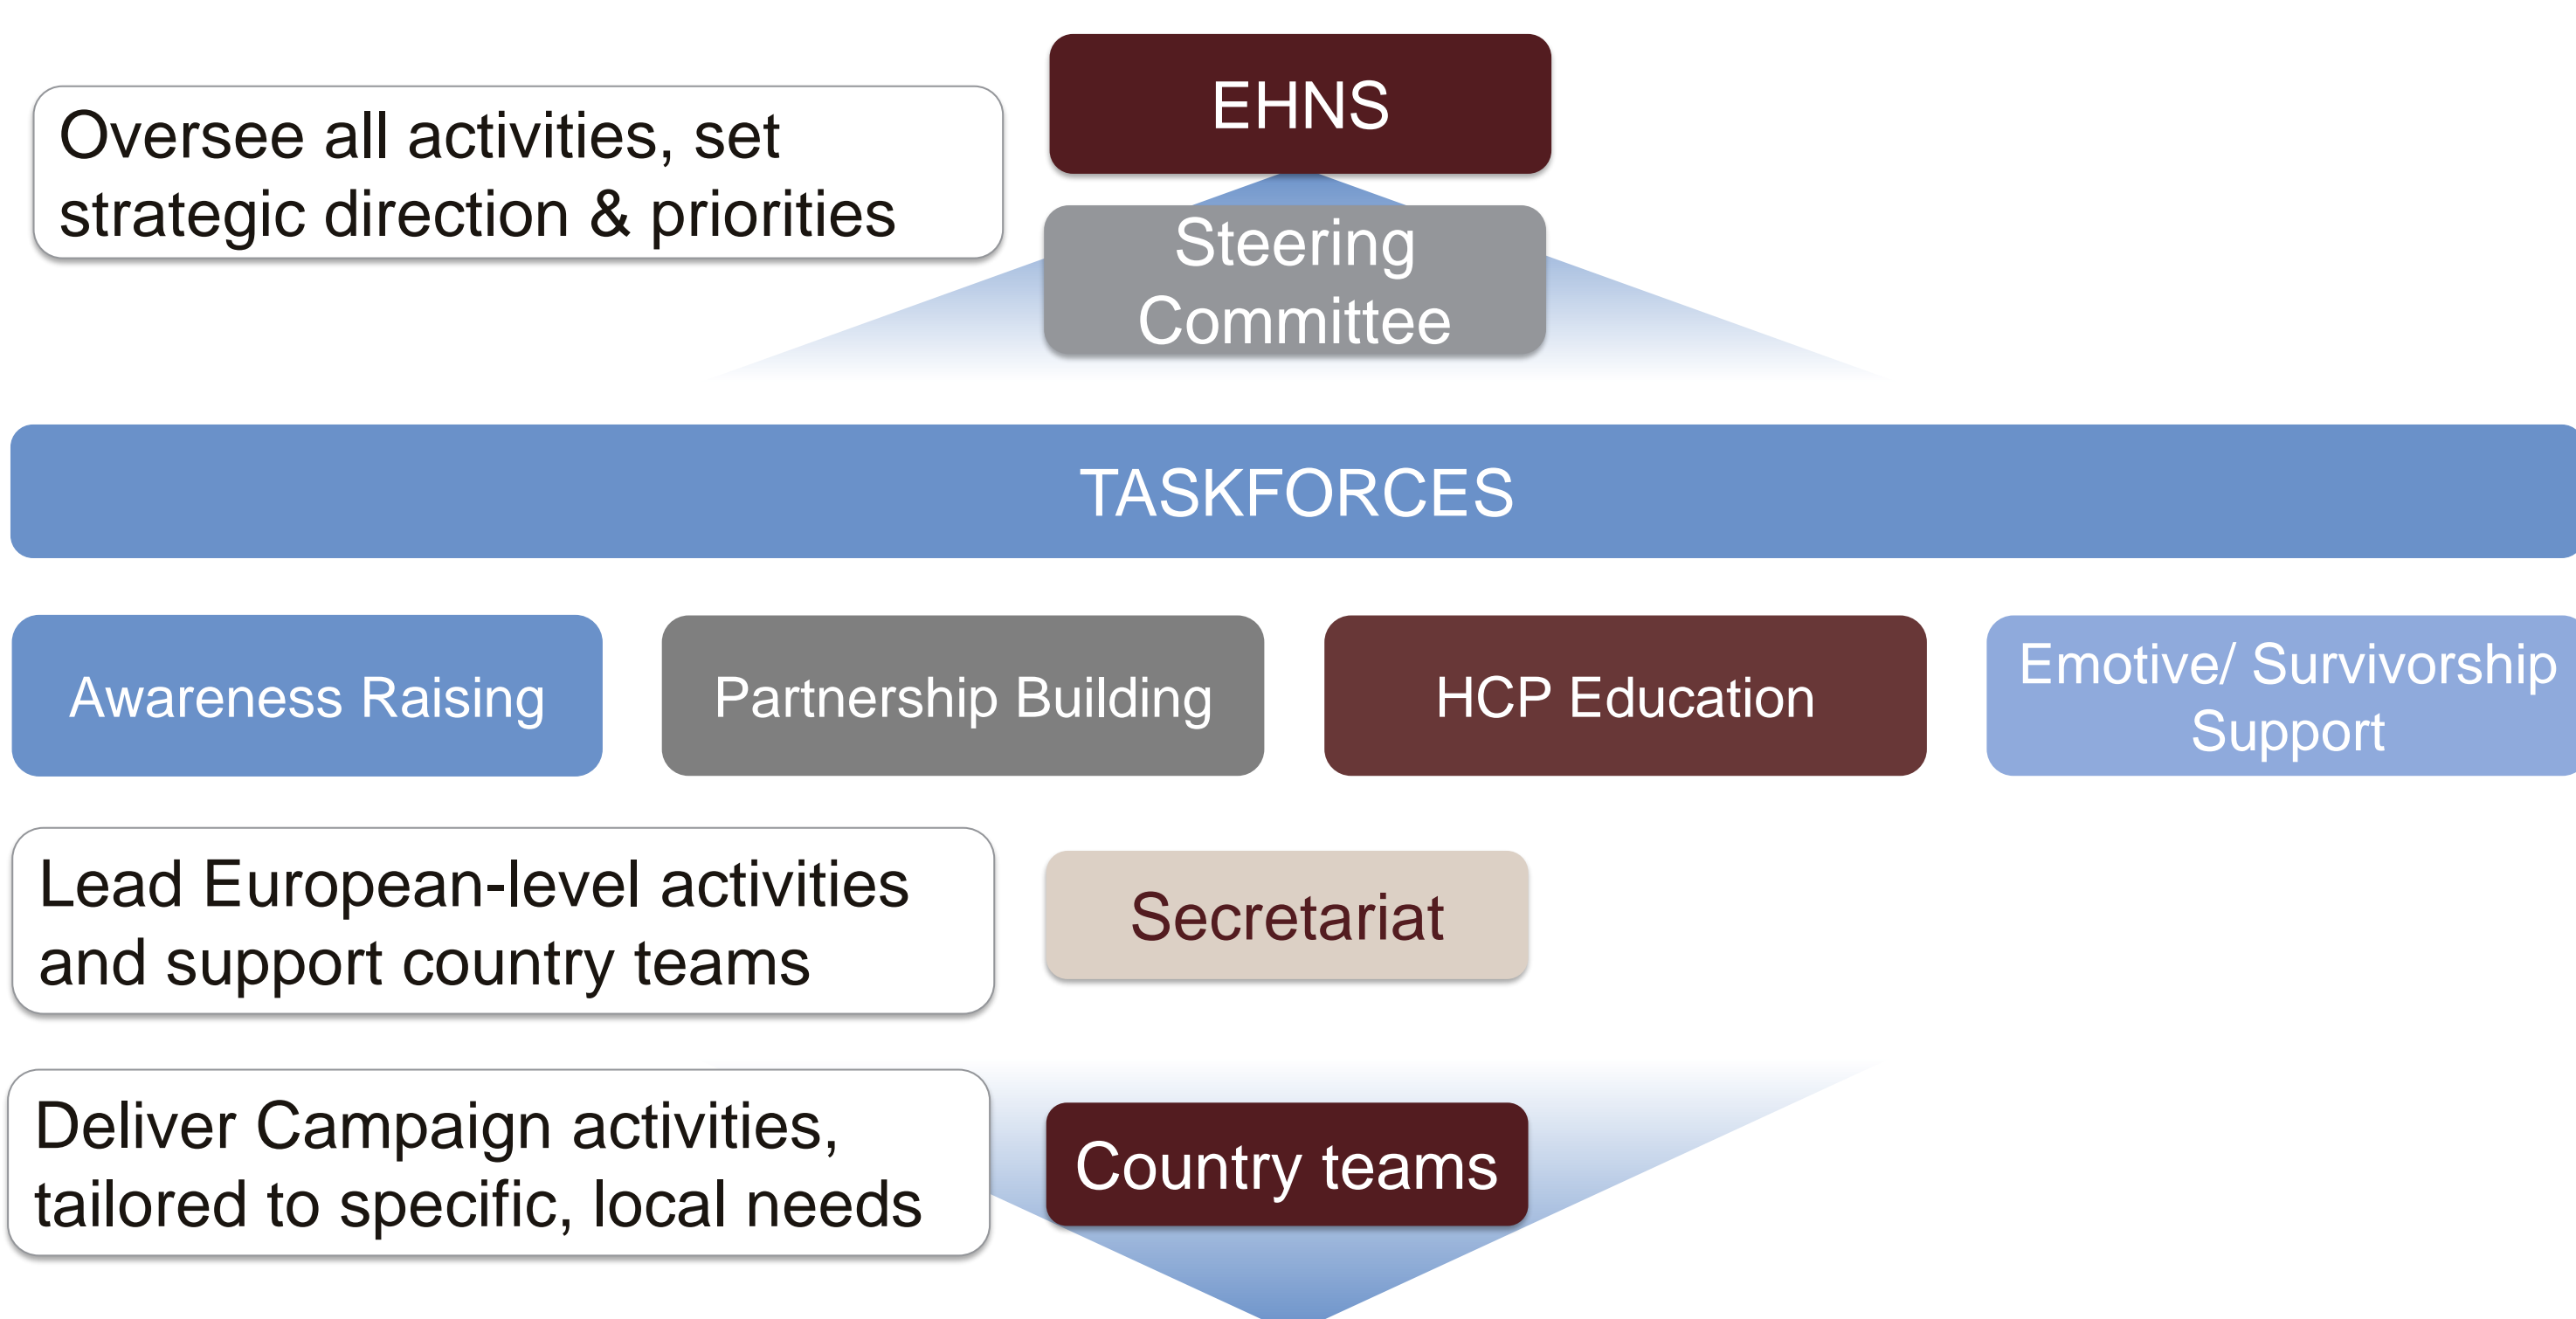 EHNS
Oversee all activities, set
strategic direction & priorities
Steering
Committee
TASKFORCES
Awareness Raising
Partnership Building
HCP Education
Emotive/ Survivorship
Support
Lead European-level activities
and support country teams
Secretariat
Deliver Campaign activities,
tailored to specific, local needs
Country teams